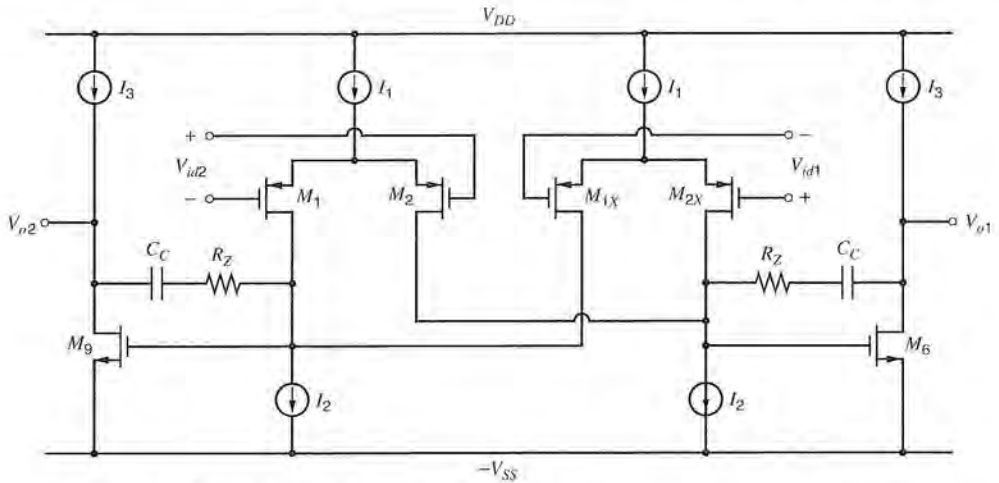 V_DD
I_3
I_1
I_1
I_3
+
−
V_id2
V_id1
M_1
M_2
M_1X
M_2X
−
+
V_o2
V_o1
C_C
R_Z
R_Z
C_C
M_9
M_6
I_2
I_2
−V_SS